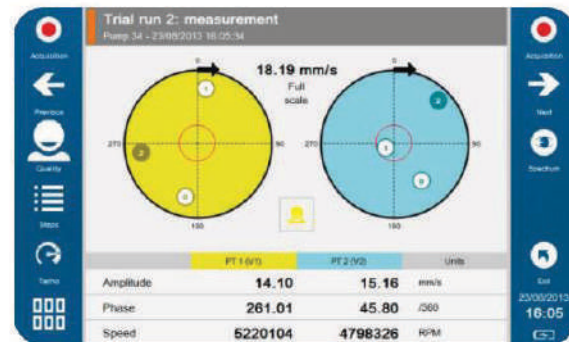 Trial run 2: measurement
Pump 34 - 23/08/2013 16:05:34
Acquisition
Previous
Quality
Steps
Tacho
0
270
90
180
1
2
0
18.19 mm/s
Full
scale
0
270
90
180
2
1
0
PT 1 (V1) PT 2 (V2) Units
Amplitude 14.10 15.16 mm/s
Phase 261.01 45.80 /360
Speed 5220104 4798326 RPM
Acquisition
Next
Spectrum
Exit
23/08/2013
16:05